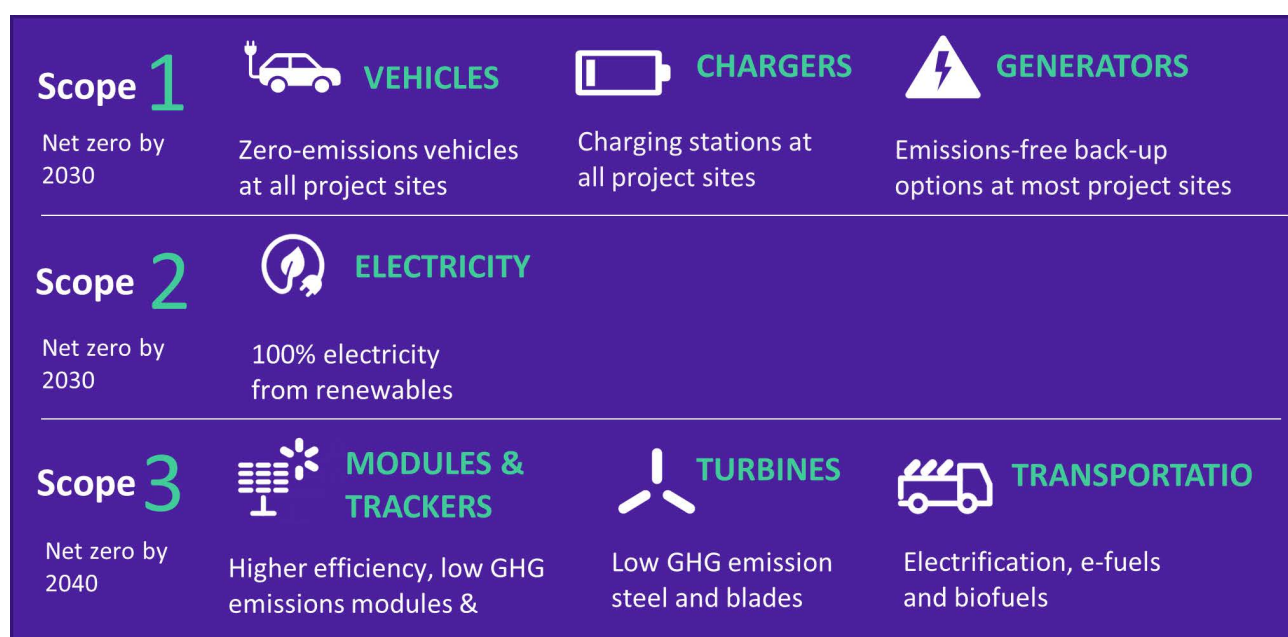 Scope 1
Net zero by
2030
VEHICLES
Zero-emissions vehicles
at all project sites
CHARGERS
Charging stations at
all project sites
GENERATORS
Emissions-free back-up
options at most project sites
Scope 2
Net zero by
2030
ELECTRICITY
100% electricity
from renewables
Scope 3
Net zero by
2040
MODULES &
TRACKERS
Higher efficiency, low GHG
emissions modules &
TURBINES
Low GHG emission
steel and blades
TRANSPORTATIO
Electrification, e-fuels
and biofuels